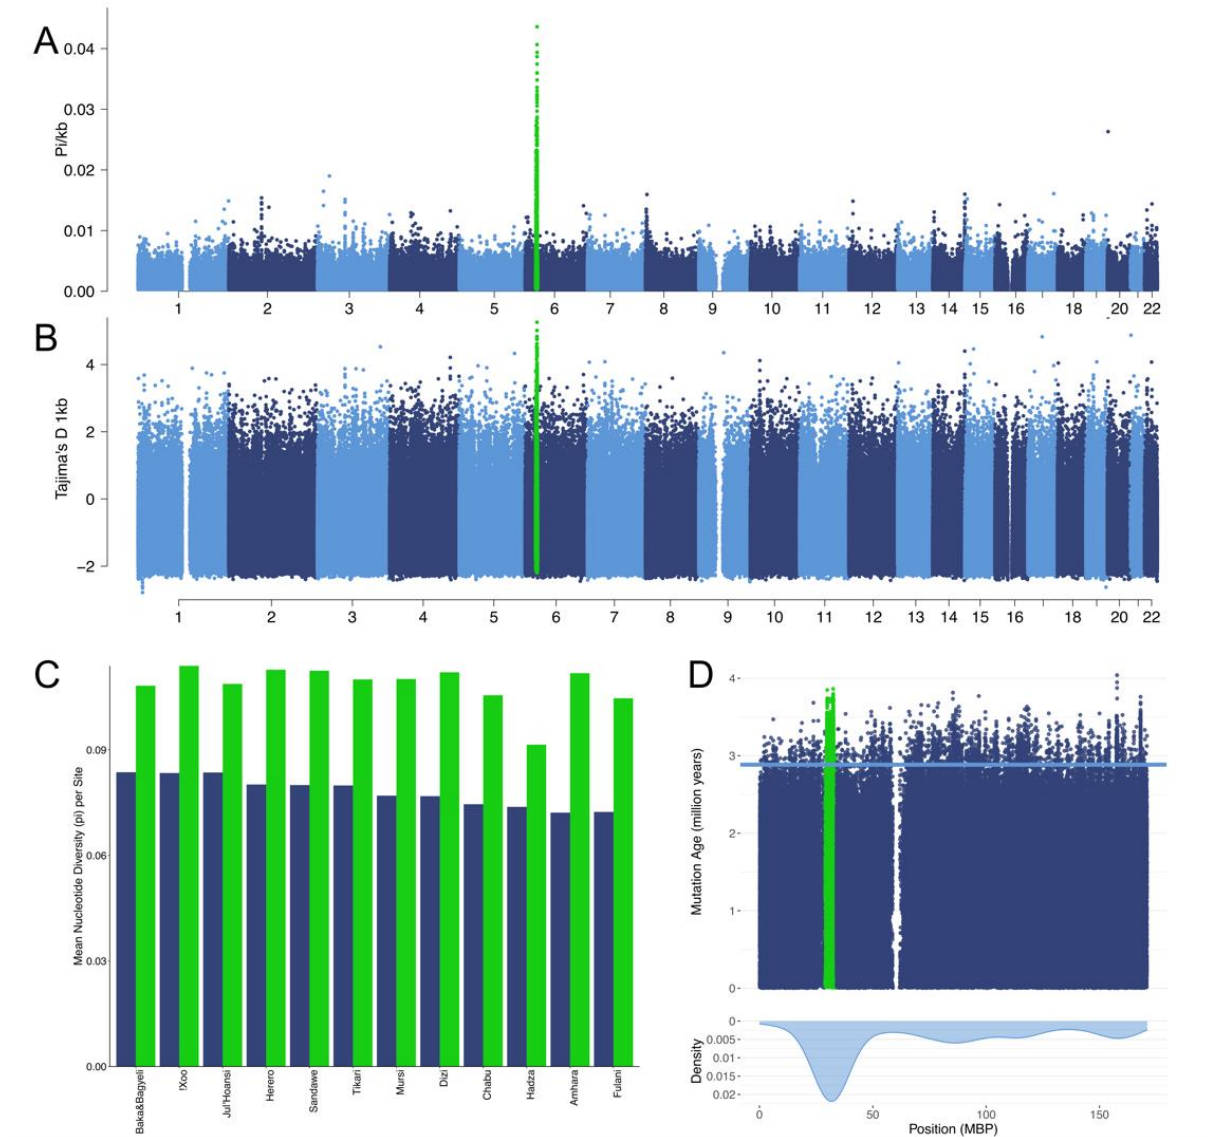 A
Pi/kb
0.04
0.03
0.02
0.01
0.00
1 2 3 4 5 6 7 8 9 10 11 12 13 14 15 16 18 20 22
B
Tajima's D 1kb
4
2
0
−2
1 2 3 4 5 6 7 8 9 10 11 12 13 14 15 16 18 20 22
C
Mean Nucleotide Diversity (pi) per Site
0.09
0.06
0.03
0.00
Baka&Bagyeli
!Xoo
Jul'Hoansi
Herero
Sandawe
Tikari
Mursi
Dizi
Chabu
Hadza
Amhara
Fulani
D
Mutation Age (million years)
4
3
2
1
0
Density
0
0.005
0.01
0.015
0.02
0 50 100 150
Position (MBP)